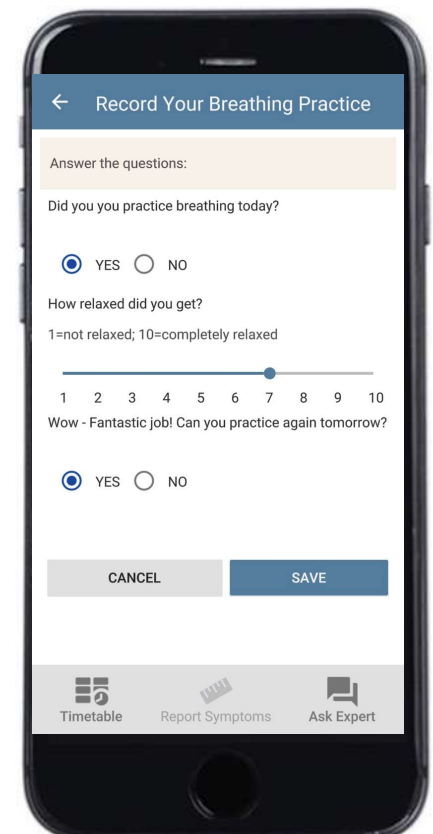 Record Your Breathing Practice
Answer the questions:
Did you you practice breathing today?
YES NO
How relaxed did you get?
1=not relaxed; 10=completely relaxed
1 2 3 4 5 6 7 8 9 10
Wow - Fantastic job! Can you practice again tomorrow?
YES NO
CANCEL SAVE
Timetable Report Symptoms Ask Expert